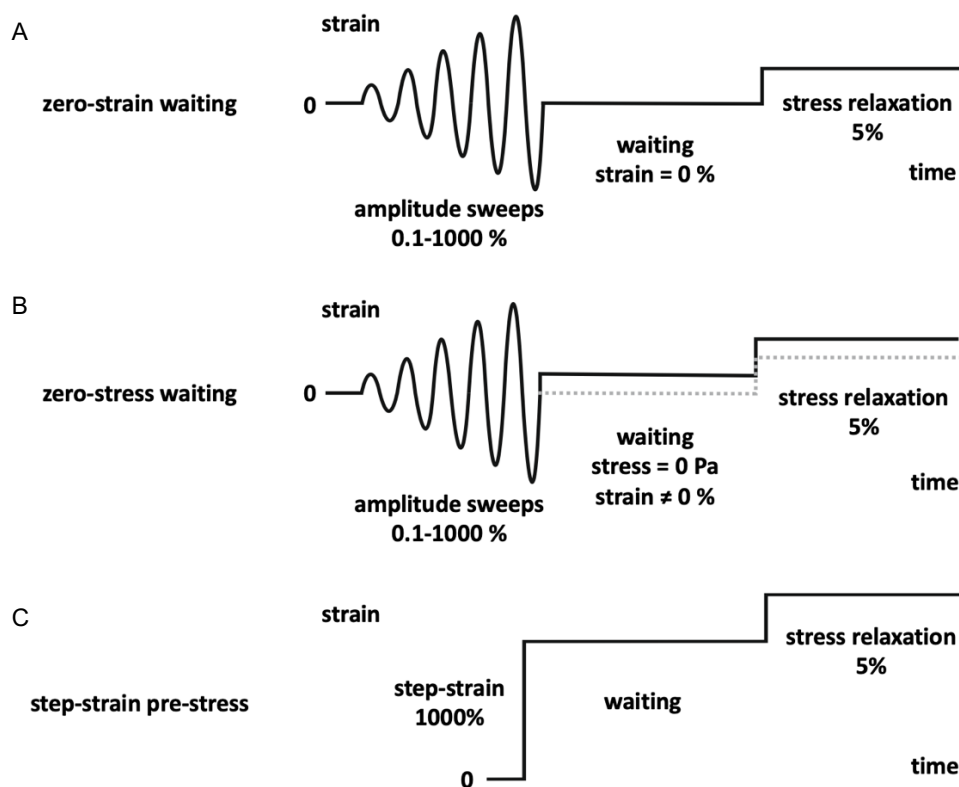 A
strain
zero-strain waiting
0
stress relaxation
5%
waiting
strain = 0 %
time
amplitude sweeps
0.1-1000 %
B
strain
zero-stress waiting
0
stress relaxation
5%
waiting
stress = 0 Pa
strain ≠ 0 %
time
amplitude sweeps
0.1-1000 %
C
strain
stress relaxation
5%
step-strain pre-stress
step-strain
1000%
waiting
0
time